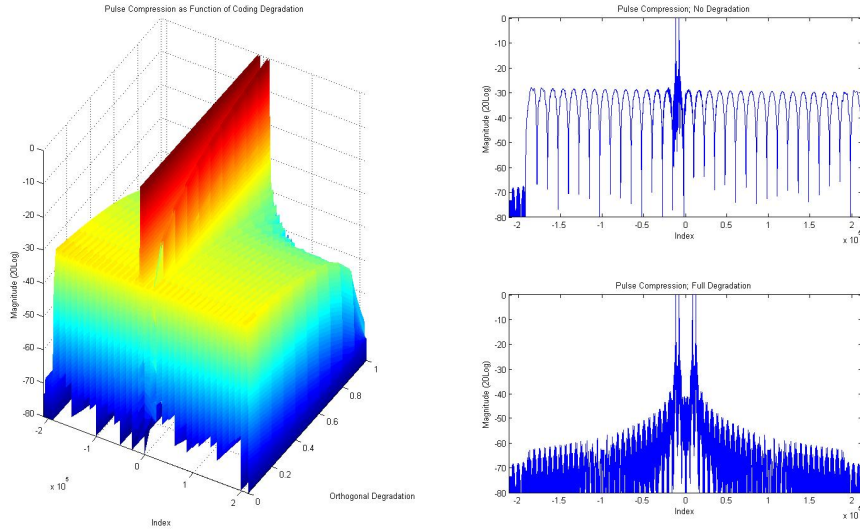 Pulse Compression as Function of Coding Degradation
0
-10
-20
-30
-40
-50
-60
-70
-80
Magnitude (20Log)
-2
-1
0
1
2
x 10^5
Index
0
0.2
0.4
0.6
0.8
1
Orthogonal Degradation
Pulse Compression; No Degradation
0
-10
-20
-30
-40
-50
-60
-70
-80
Magnitude (20Log)
-2 -1.5 -1 -0.5 0 0.5 1 1.5 2
Index
x 10^5
Pulse Compression; Full Degradation
0
-10
-20
-30
-40
-50
-60
-70
-80
Magnitude (20Log)
-2 -1.5 -1 -0.5 0 0.5 1 1.5 2
Index